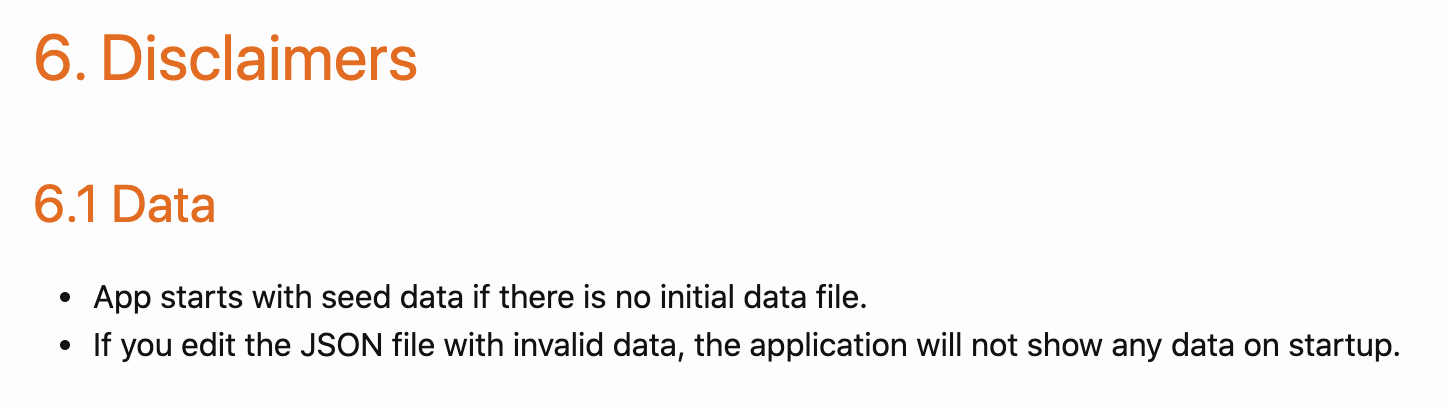 6. Disclaimers
6.1 Data
• App starts with seed data if there is no initial data file.
• If you edit the JSON file with invalid data, the application will not show any data on startup.